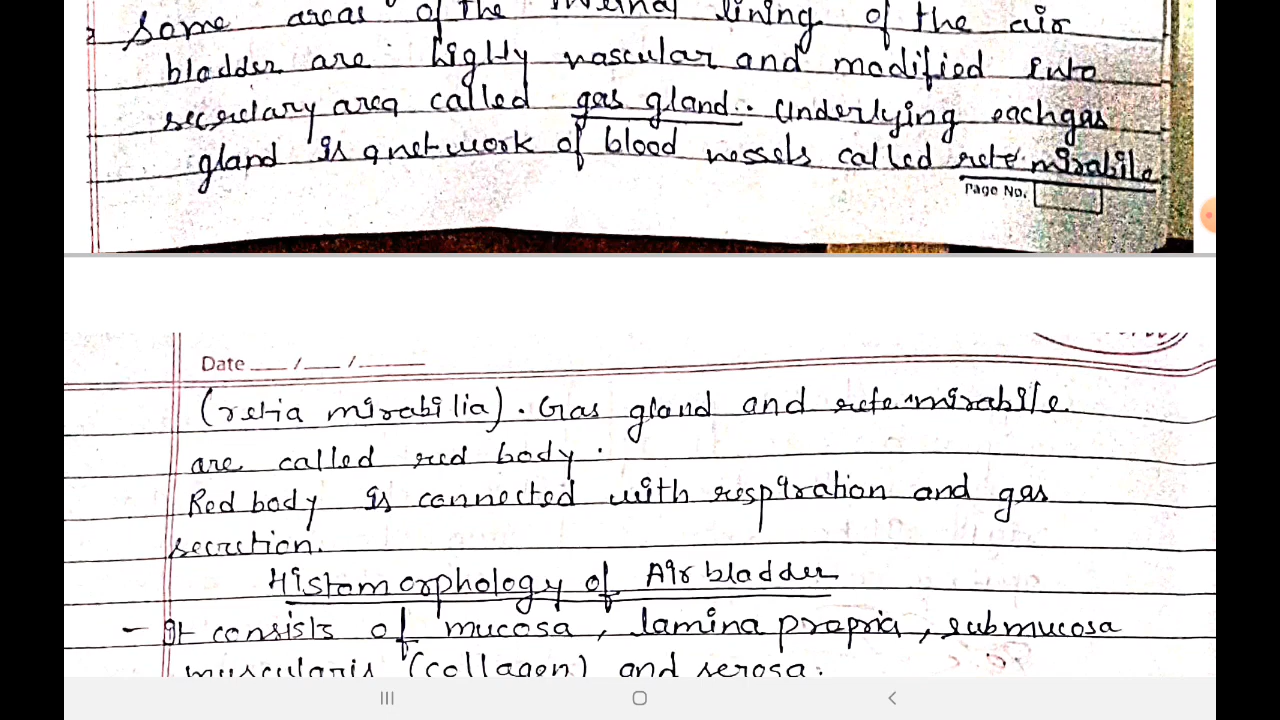 Some areas of the internal lining of the air
bladder are highly vascular and modified into
secretary area called gas gland. Underlying each gas
gland is a network of blood vessels called rete mirabile
Page No.
Date __ / __ / ____
(retia mirabilia). Gas gland and rete mirabile
are called red body.
Red body is connected with respiration and gas
secretion.
Histomorphology of Air bladder
- It consists of mucosa, lamina propria, submucosa
muscularis (collagen) and serosa.